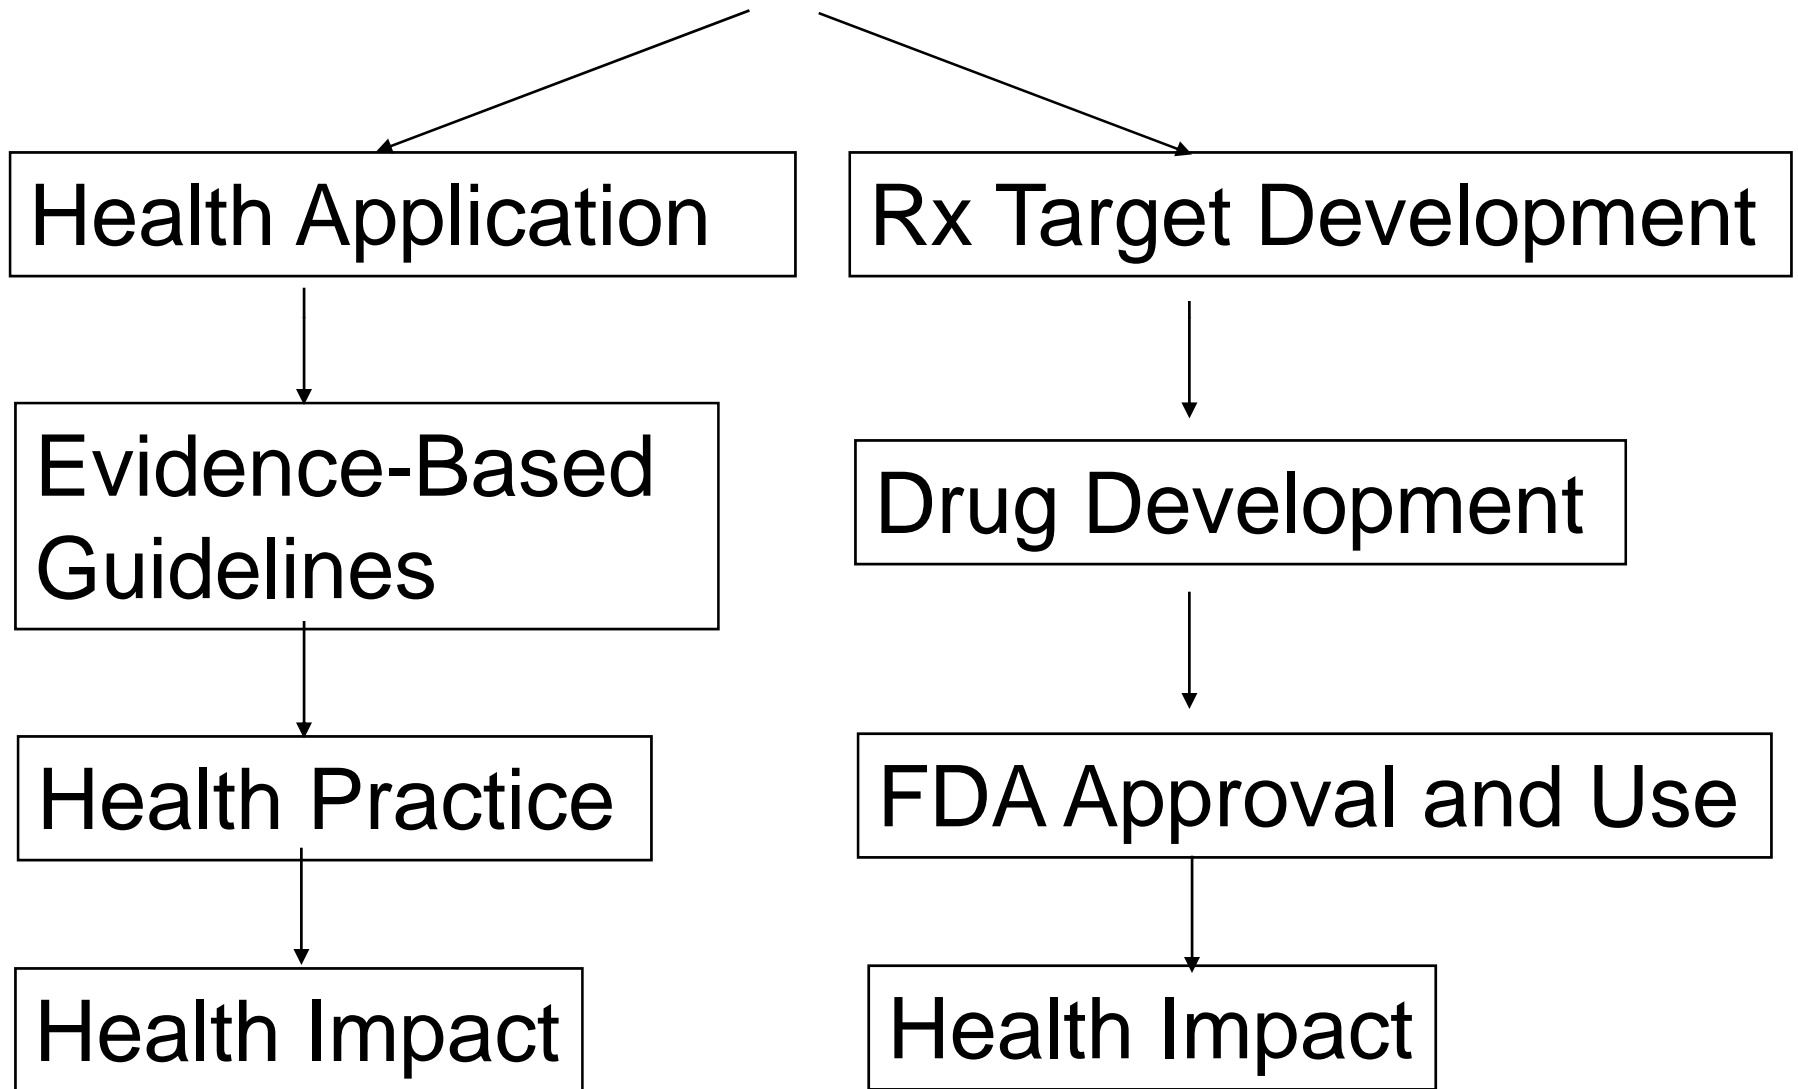 Health Application
Rx Target Development
Evidence-Based
Guidelines
Drug Development
Health Practice
FDA Approval and Use
Health Impact
Health Impact